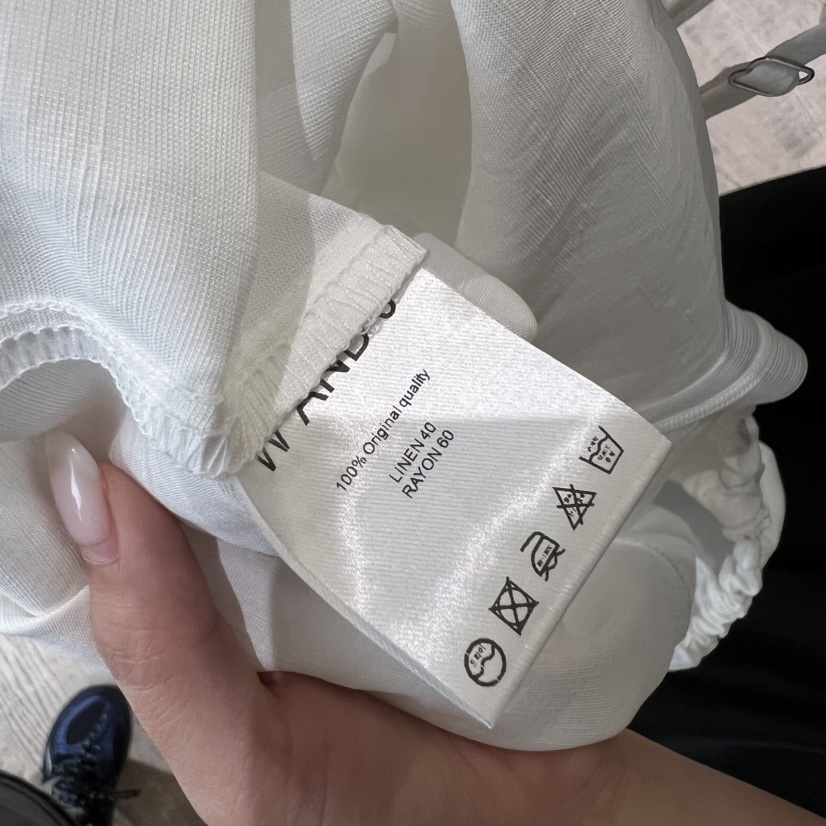 100% Original quality
LINEN 40
RAYON 60